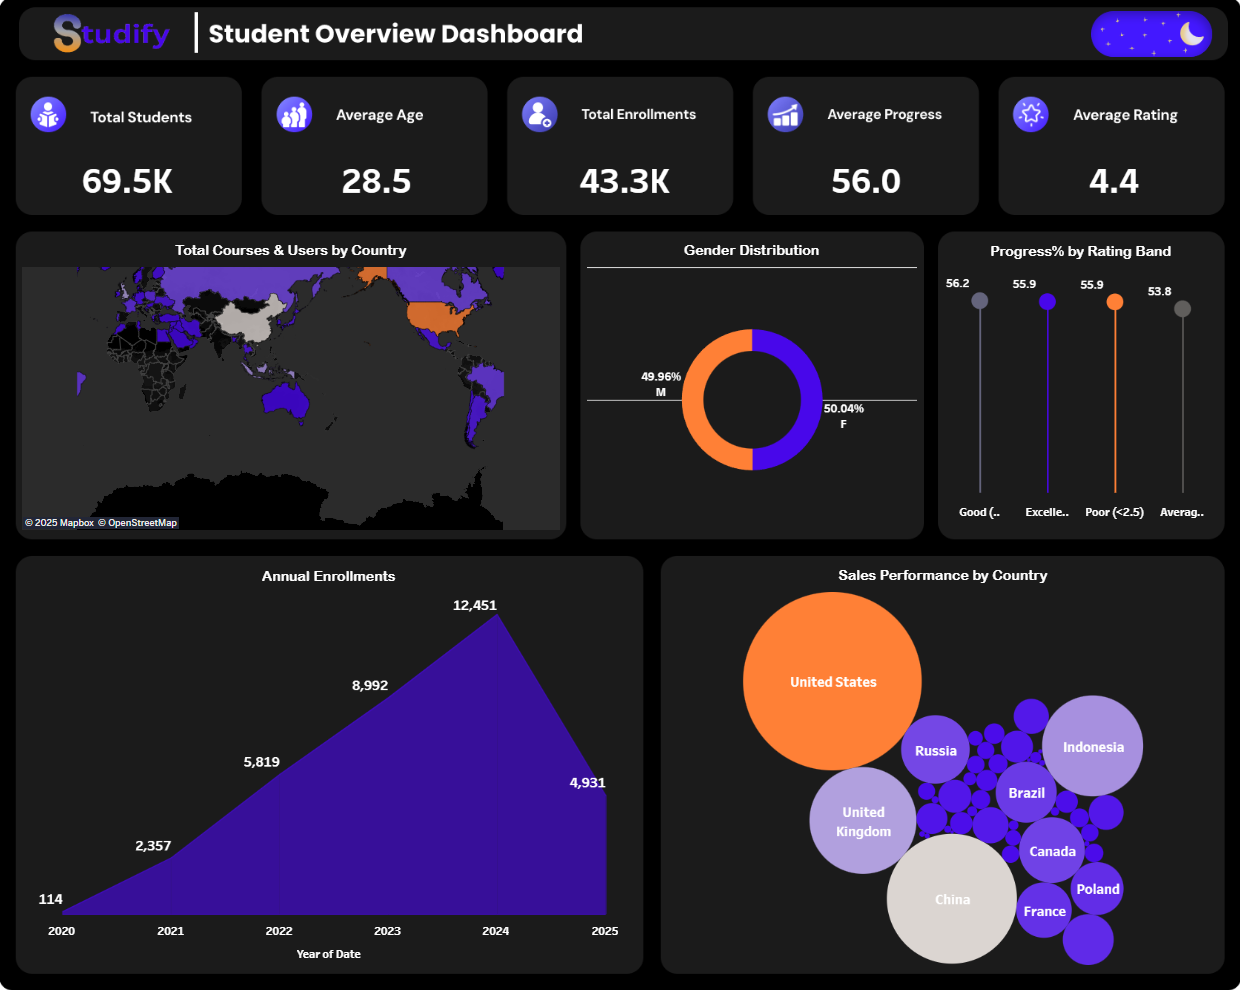 Studify
Student Overview Dashboard
Total Students
69.5K
Average Age
28.5
Total Enrollments
43.3K
Average Progress
56.0
Average Rating
4.4
Total Courses & Users by Country
© 2025 Mapbox © OpenStreetMap
Gender Distribution
49.96%
M
50.04%
F
Progress% by Rating Band
56.2
55.9
55.9
53.8
Good (..
Excelle..
Poor (<2.5)
Averag..
Annual Enrollments
114
2,357
5,819
8,992
12,451
4,931
2020
2021
2022
2023
2024
2025
Year of Date
Sales Performance by Country
United States
Russia
Indonesia
Brazil
United
Kingdom
Canada
Poland
China
France